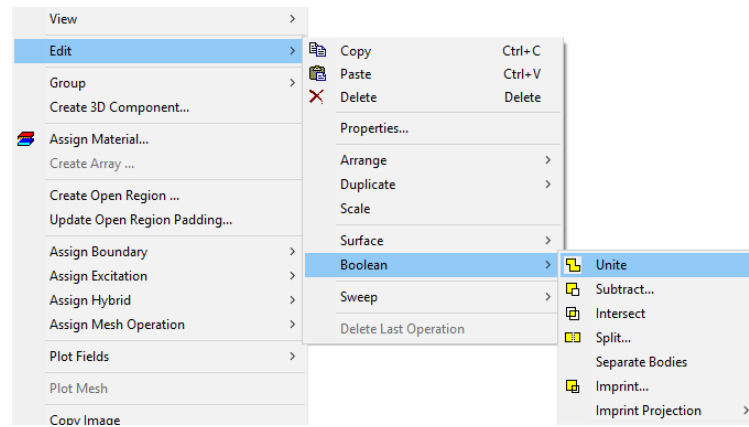 View
Edit
Group
Create 3D Component...
Assign Material...
Create Array ...
Create Open Region ...
Update Open Region Padding...
Assign Boundary
Assign Excitation
Assign Hybrid
Assign Mesh Operation
Plot Fields
Plot Mesh
Copy Image
Copy Ctrl+C
Paste Ctrl+V
Delete Delete
Properties...
Arrange
Duplicate
Scale
Surface
Boolean
Sweep
Delete Last Operation
Unite
Subtract...
Intersect
Split...
Separate Bodies
Imprint...
Imprint Projection